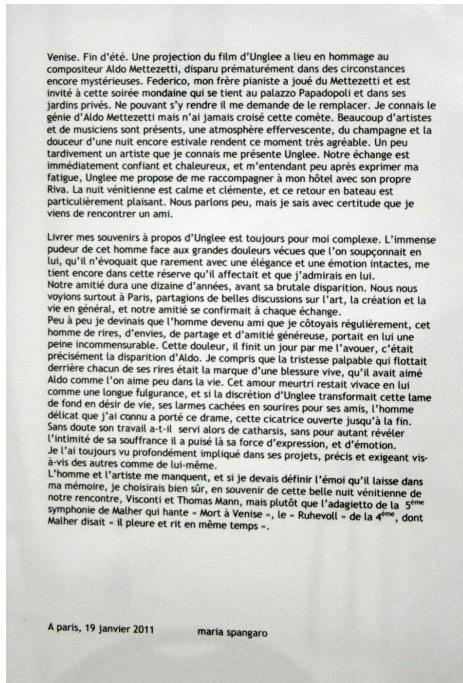 Venise. Fin d'été. Une projection du film d'Unglee a lieu en hommage au
compositeur Aldo Mettezetti, disparu prématurément dans des circonstances
encore mystérieuses. Federico, mon frère pianiste a joué du Mettezetti et est
invité à cette soirée mondaine qui se tient au palazzo Papadopoli et dans ses
jardins privés. Ne pouvant s'y rendre il me demande de le remplacer. Je connais le
génie d'Aldo Mettezetti mais n'ai jamais croisé cette comète. Beaucoup d'artistes
et de musiciens sont présents, une atmosphère effervescente, du champagne et la
douceur d'une nuit encore estivale rendent ce moment très agréable. Un peu
tardivement un artiste que je connais me présente Unglee. Notre échange est
immédiatement confiant et chaleureux, et m'entendant peu après exprimer ma
fatigue, Unglee me propose de me raccompagner à mon hôtel avec son propre
Riva. La nuit vénitienne est calme et clémente, et ce retour en bateau est
particulièrement plaisant. Nous parlons peu, mais je sais avec certitude que je
viens de rencontrer un ami.
Livrer mes souvenirs à propos d'Unglee est toujours pour moi complexe. L'immense
pudeur de cet homme face aux grandes douleurs vécues que l'on soupçonnait en
lui, qu'il n'évoquait que rarement avec une élégance et une émotion intactes, me
tient encore dans cette réserve qu'il affectait et que j'admirais en lui.
Notre amitié dura une dizaine d'années, avant sa brutale disparition. Nous nous
voyions surtout à Paris, partagions de belles discussions sur l'art, la création et la
vie en général, et notre amitié se confirmait à chaque échange.
Peu à peu je devinais que l'homme devenu ami que je côtoyais régulièrement, cet
homme de rires, d'envies, de partage et d'amitié généreuse, portait en lui une
peine incommensurable. Cette douleur, il finit un jour par me l'avouer, c'était
précisément la disparition d'Aldo. Je compris que la tristesse palpable qui flottait
derrière chacun de ses rires était la marque d'une blessure vive, qu'il avait aimé
Aldo comme l'on aime peu dans la vie. Cet amour meurtri restait vivace en lui
comme une longue fulgurance, et si la discrétion d'Unglee transformait cette lame
de fond en désir de vie, ses larmes cachées en sourires pour ses amis, l'homme
délicat que j'ai connu a porté ce drame, cette cicatrice ouverte jusqu'à la fin.
Sans doute son travail a-t-il servi alors de catharsis, sans pour autant révéler
l'intimité de sa souffrance il a puisé là sa force d'expression, et d'émotion.
Je l'ai toujours vu profondément impliqué dans ses projets, précis et exigeant vis-
à-vis des autres comme de lui-même.
L'homme et l'artiste me manquent, et si je devais définir l'émoi qu'il laisse dans
ma mémoire, je choisirais bien sûr, en souvenir de cette belle nuit vénitienne de
notre rencontre, Visconti et Thomas Mann, mais plutôt que l'adagietto de la 5ème
symphonie de Malher qui hante « Mort à Venise », le « Ruhevoll » de la 4ème, dont
Malher disait « il pleure et rit en même temps ».
A paris, 19 janvier 2011 maria spangaro